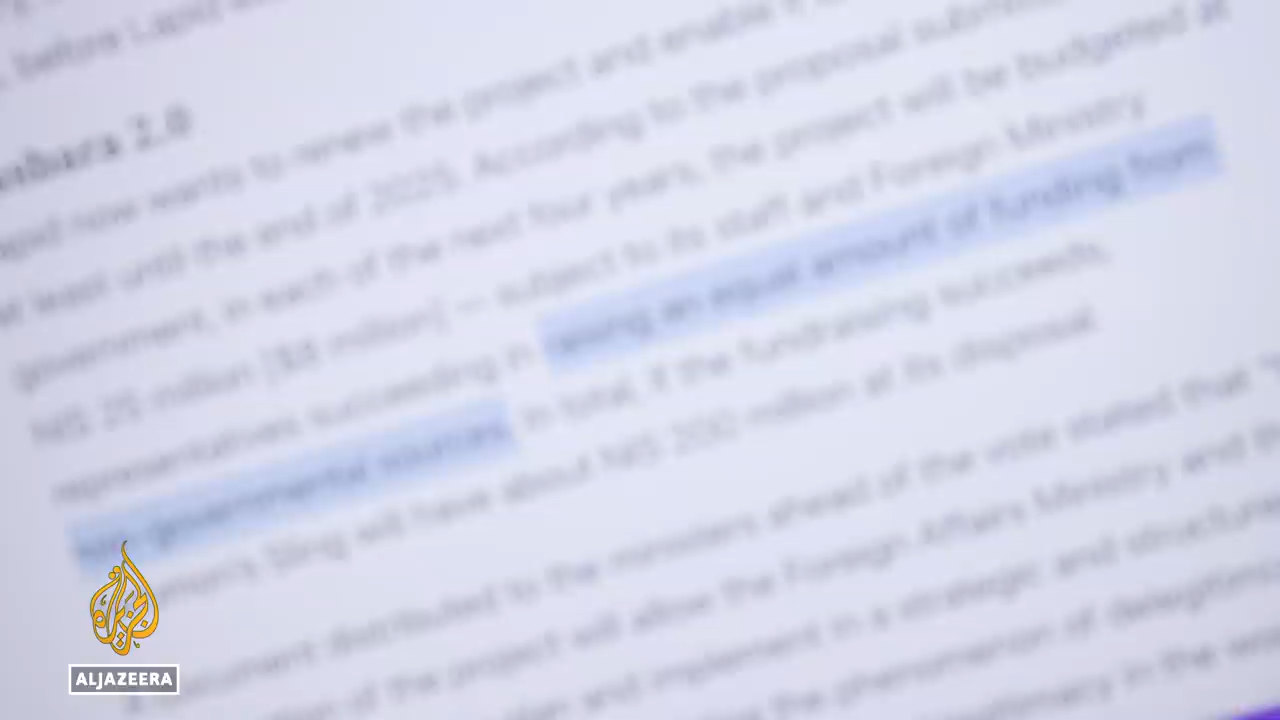 before Lapid
2.0
now wants to renew the project and enable it
at least until the end of 2025. According to the proposal
government, in each of the next four years, the project will be budgeted at
NIS 25 million [$8 million] — subject to its staff and Foreign Ministry
representatives succeeding in raising an equal amount of funding from
non governmental sources. In total, if the fundraising succeeds,
Sling will have about NIS 200 million at its disposal.
document distributed to the ministers ahead of the vote stated that
of the project will allow the Foreign Affairs Ministry and
and implement in a strategic and
the phenomenon of
in the
ALJAZEERA
الجزيرة